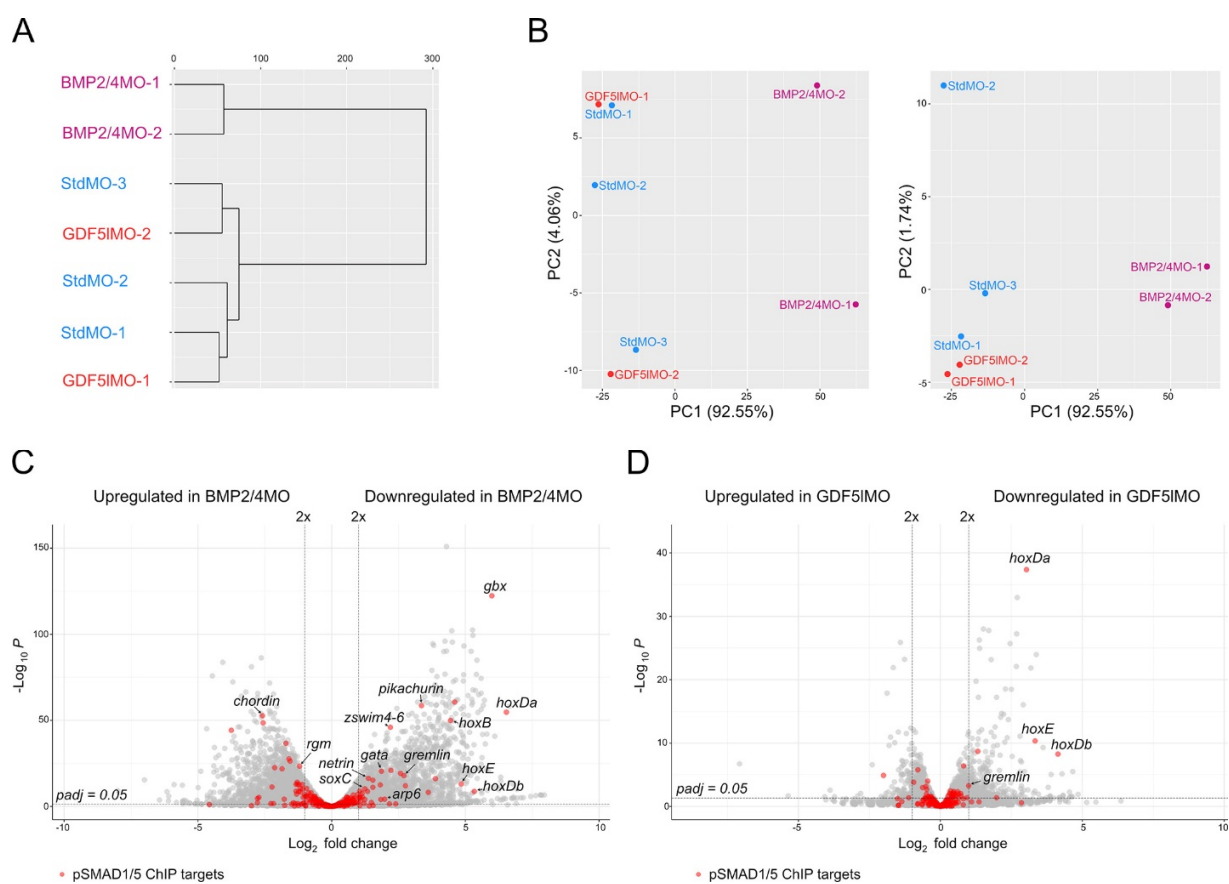 A
0 100 200 300
BMP2/4MO-1
BMP2/4MO-2
StdMO-3
GDF5lMO-2
StdMO-2
StdMO-1
GDF5lMO-1
B
GDF5lMO-1
StdMO-1
BMP2/4MO-2
StdMO-2
BMP2/4MO-1
StdMO-3
GDF5lMO-2
5
0
-5
-10
PC2 (4.06%)
-25 0 25 50
PC1 (92.55%)
StdMO-2
BMP2/4MO-1
StdMO-3
BMP2/4MO-2
StdMO-1
GDF5lMO-2
GDF5lMO-1
10
5
0
-5
PC2 (1.74%)
-25 0 25 50
PC1 (92.55%)
C
Upregulated in BMP2/4MO Downregulated in BMP2/4MO
2x 2x
150
100
50
0
-Log10 P
gbx
pikachurin
hoxDa
chordin
zswim4-6
hoxB
rgm
gata
gremlin
netrin
soxC
hoxE
hoxDb
arp6
padj = 0.05
-10 -5 0 5 10
Log2 fold change
pSMAD1/5 ChIP targets
D
Upregulated in GDF5lMO Downregulated in GDF5lMO
2x 2x
40
30
20
10
0
-Log10 P
hoxDa
hoxE
hoxDb
gremlin
padj = 0.05
-5 0 5 10
Log2 fold change
pSMAD1/5 ChIP targets